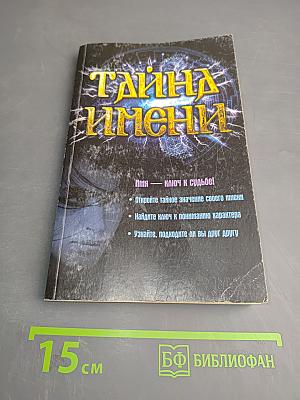 ТАЙНА
ИМЕНИ
Имя — ключ к судьбе!
• Откройте тайное значение своего имени
• Найдите ключ к пониманию характера
• Узнайте, подходите ли вы друг другу
15 см
БФ БИБЛИОФАН